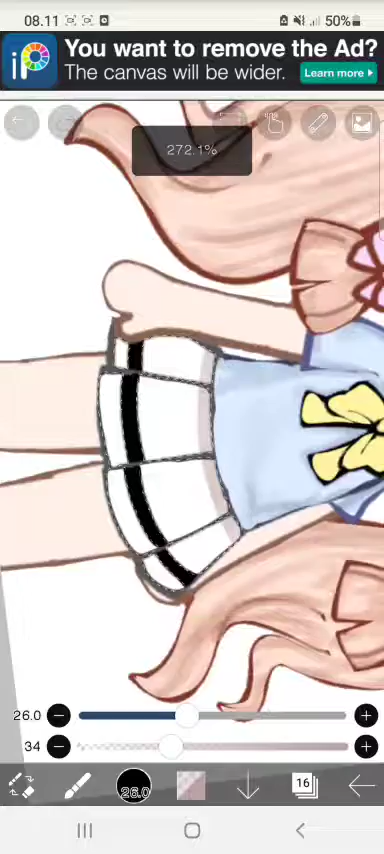 08.11
50%
You want to remove the Ad?
The canvas will be wider.
Learn more
iP
272.1%
26.0
34
26.0
16